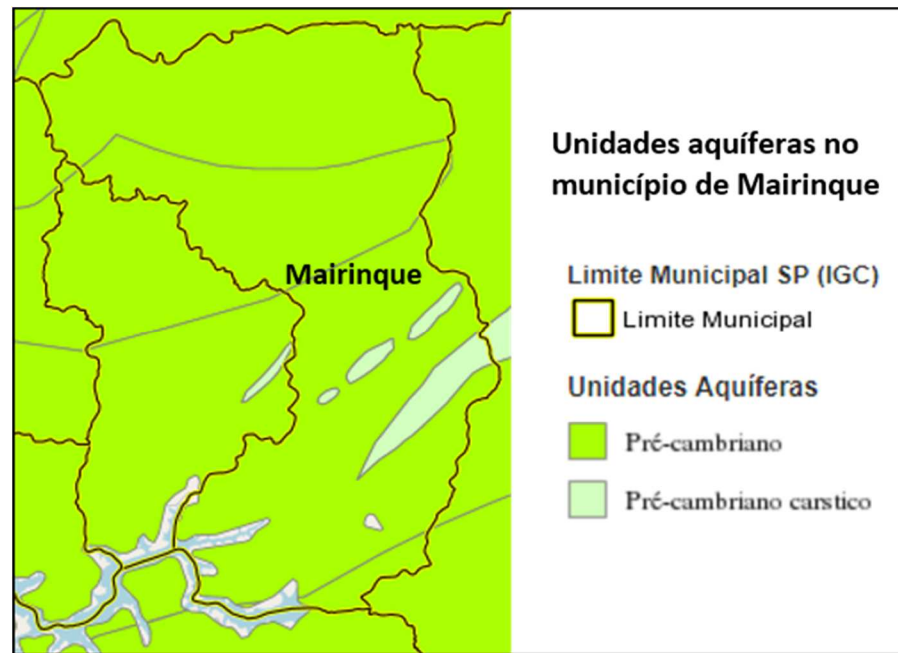 Unidades aquíferas no
município de Mairinque
Mairinque
Limite Municipal SP (IGC)
Limite Municipal
Unidades Aquíferas
Pré-cambriano
Pré-cambriano carstico